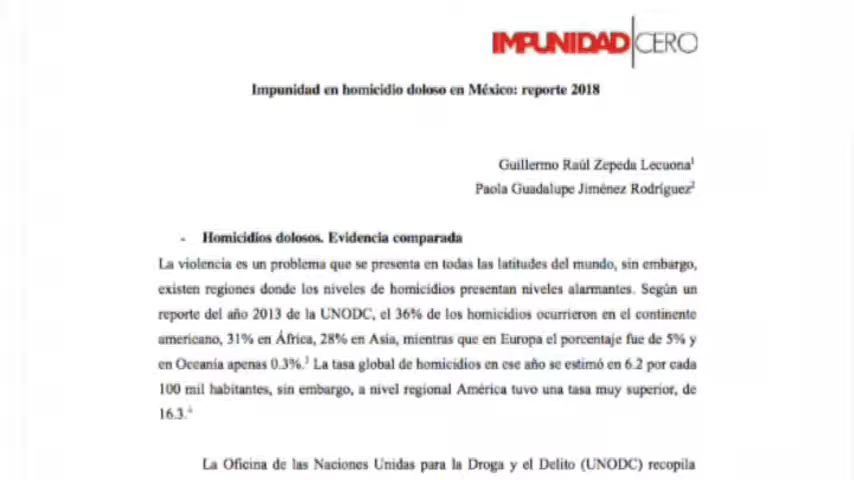 IMPUNIDAD CERO
Impunidad en homicidio doloso en México: reporte 2018
Guillermo Raúl Zepeda Lecuona¹
Paola Guadalupe Jiménez Rodríguez²
- Homicidios dolosos. Evidencia comparada
La violencia es un problema que se presenta en todas las latitudes del mundo, sin embargo,
existen regiones donde los niveles de homicidios presentan niveles alarmantes. Según un
reporte del año 2013 de la UNODC, el 36% de los homicidios ocurrieron en el continente
americano, 31% en África, 28% en Asia, mientras que en Europa el porcentaje fue de 5% y
en Oceanía apenas 0.3%.³ La tasa global de homicidios en ese año se estimó en 6.2 por cada
100 mil habitantes, sin embargo, a nivel regional América tuvo una tasa muy superior, de
16.3.⁴
La Oficina de las Naciones Unidas para la Droga y el Delito (UNODC) recopila